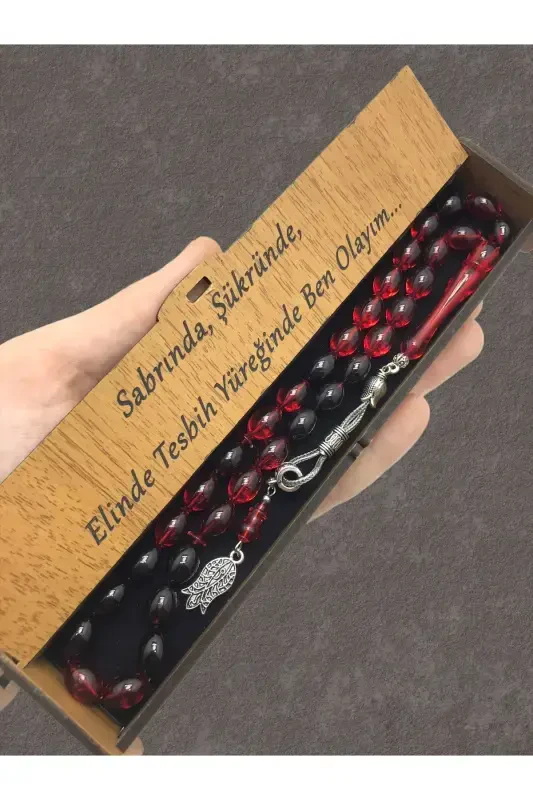 Sabrında, Şükründe,
Elinde Tesbih Yüreğinde Ben Olayım...